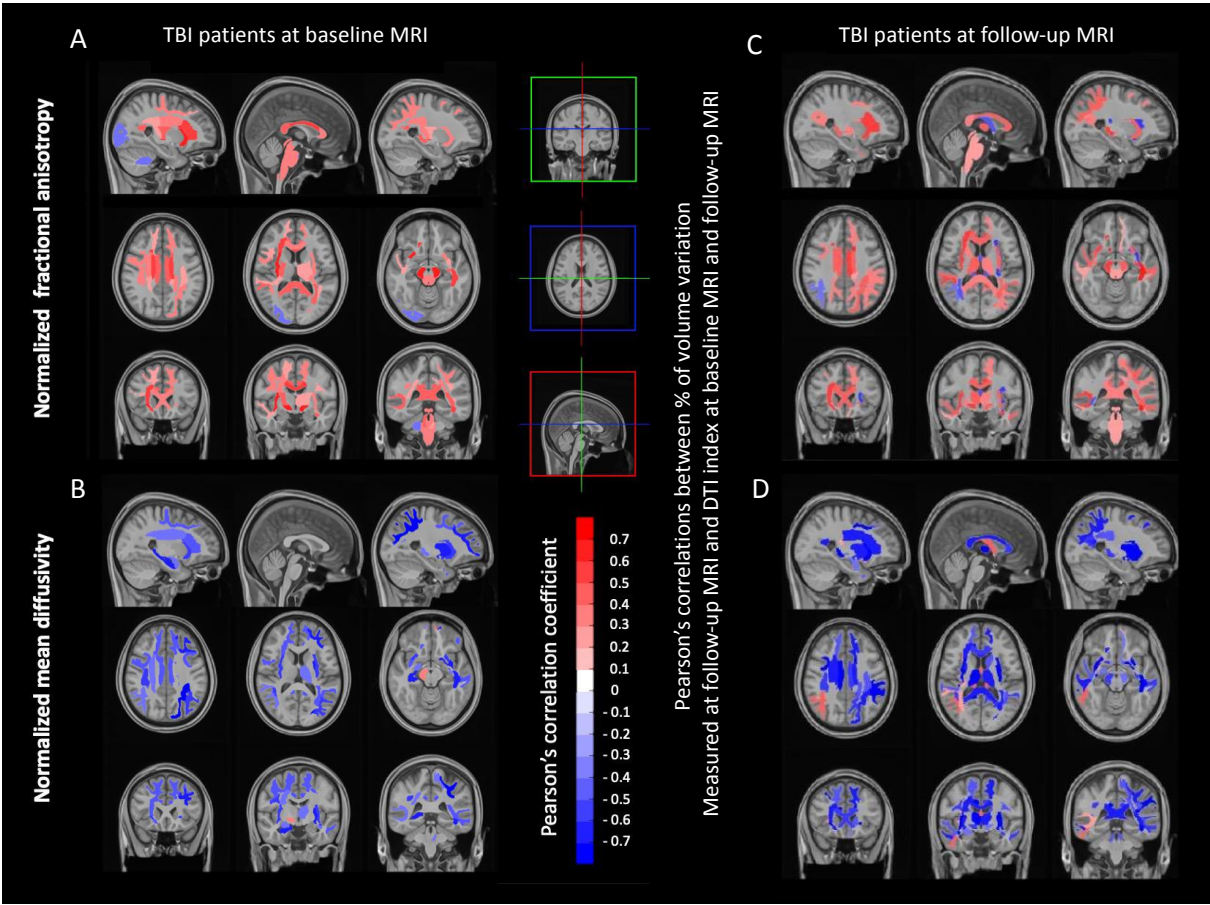 A
TBI patients at baseline MRI
C
TBI patients at follow-up MRI
Normalized fractional anisotropy
B
Normalized mean diffusivity
D
Pearson's correlation coefficient
0.7
0.6
0.5
0.4
0.3
0.2
0.1
0
- 0.1
- 0.2
- 0.3
- 0.4
- 0.5
- 0.6
- 0.7
Pearson's correlations between % of volume variation
Measured at follow-up MRI and DTI index at baseline MRI and follow-up MRI